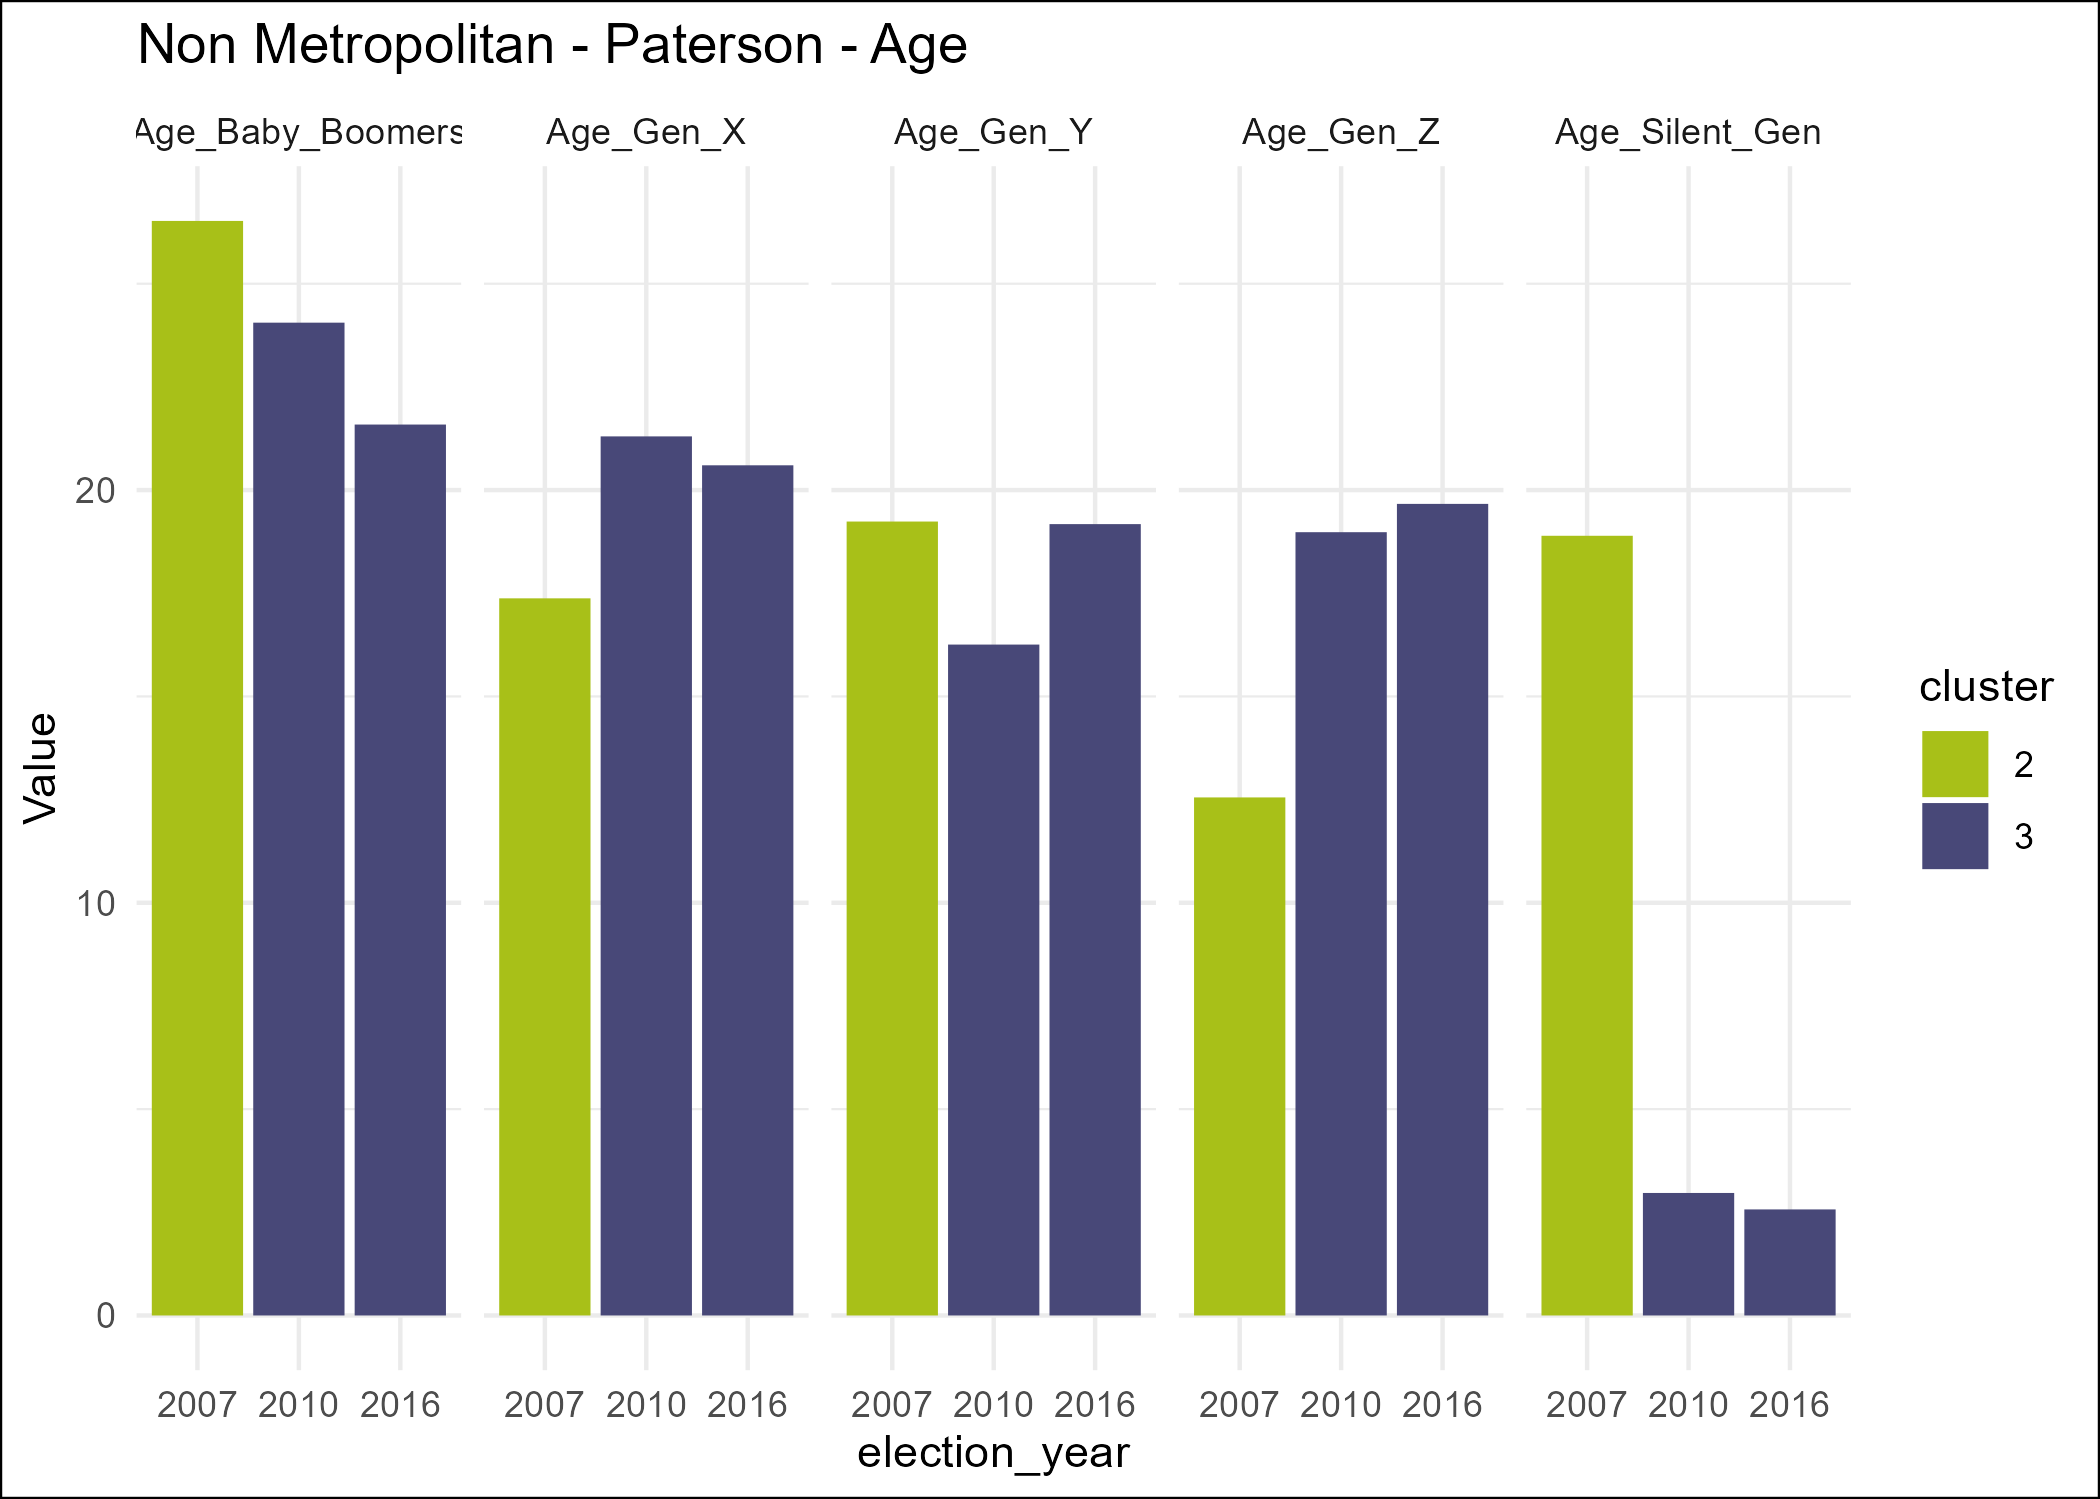 Non Metropolitan - Paterson - Age
Age_Baby_Boomers Age_Gen_X Age_Gen_Y Age_Gen_Z Age_Silent_Gen
20
10
0
Value
2007 2010 2016 2007 2010 2016 2007 2010 2016 2007 2010 2016 2007 2010 2016
election_year
cluster
2
3